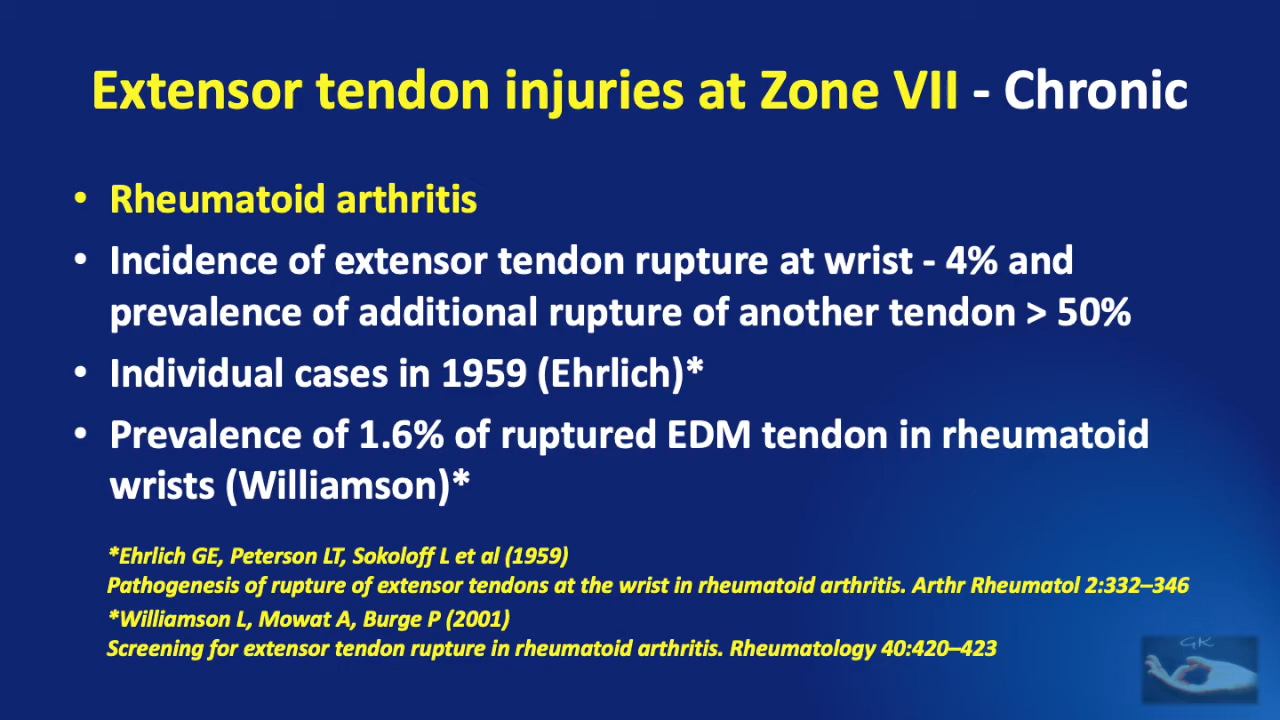 Extensor tendon injuries at Zone VII - Chronic
• Rheumatoid arthritis
• Incidence of extensor tendon rupture at wrist - 4% and
prevalence of additional rupture of another tendon > 50%
• Individual cases in 1959 (Ehrlich)*
• Prevalence of 1.6% of ruptured EDM tendon in rheumatoid
wrists (Williamson)*
*Ehrlich GE, Peterson LT, Sokoloff L et al (1959)
Pathogenesis of rupture of extensor tendons at the wrist in rheumatoid arthritis. Arthr Rheumatol 2:332–346
*Williamson L, Mowat A, Burge P (2001)
Screening for extensor tendon rupture in rheumatoid arthritis. Rheumatology 40:420–423
GK